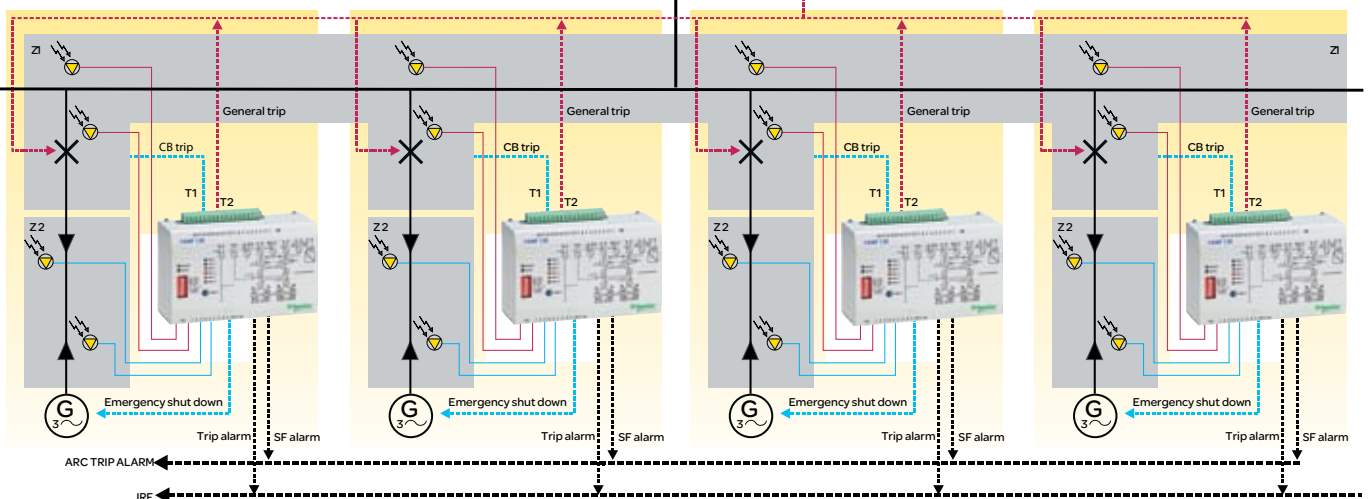 Z1
Z1
General trip
General trip
General trip
General trip
CB trip
CB trip
CB trip
CB trip
T1
T2
T1
T2
T1
T2
T1
T2
Z2
Z2
Z2
Z2
G
3~
G
3~
G
3~
G
3~
Emergency shut down
Emergency shut down
Emergency shut down
Emergency shut down
Trip alarm
SF alarm
Trip alarm
SF alarm
Trip alarm
SF alarm
Trip alarm
SF alarm
ARC TRIP ALARM
IRF